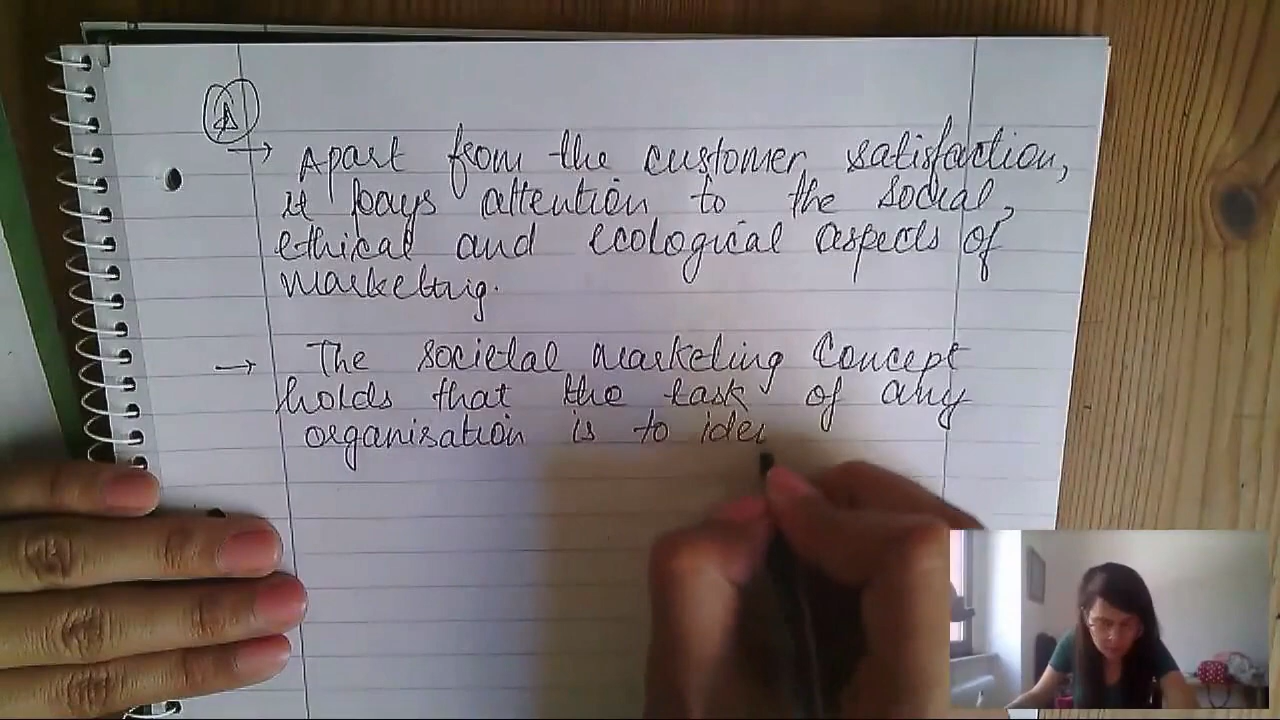 A
→ Apart from the customer satisfaction,
it pays attention to the social,
ethical and ecological aspects of
marketing.
→ The societal marketing Concept
holds that the task of any
organisation is to iden